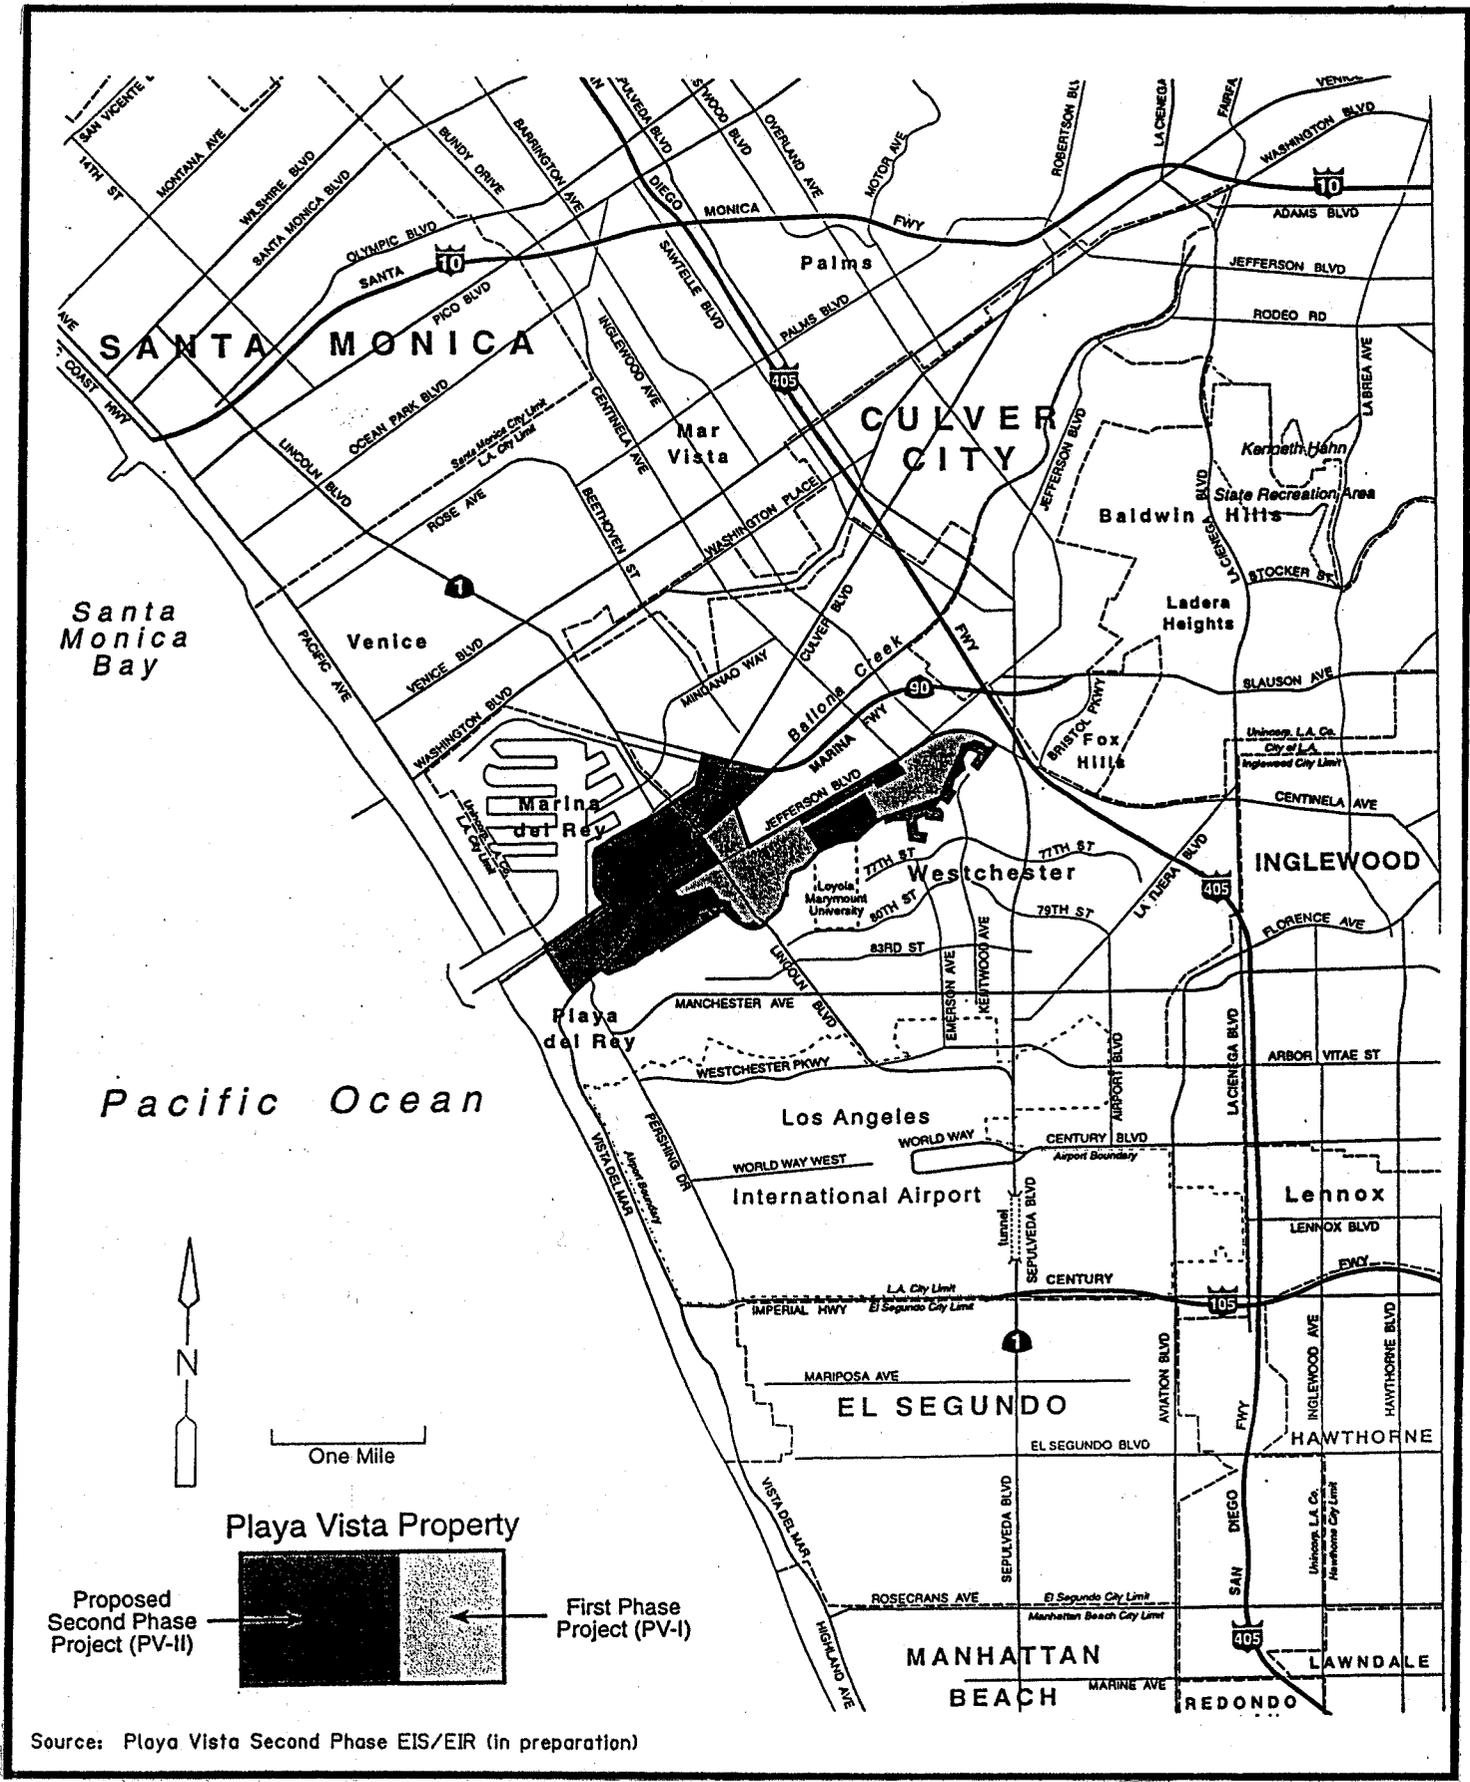 SAN VICENTE
14TH ST
MONTANA AVE
WILSHIRE BLVD
SANTA MONICA BLVD
BUNDY DRIVE
BARRINGTON AVE
PULVEDA BLVD
STWOOD BLVD
OVERLAND AVE
MOTOR AVE
ROBERTSON BL
LA CIENEGA
FAIRFA
VENICE
WASHINGTON BLVD
10
ADAMS BLVD
DIEGO
MONICA
FWY
OLYMPIC BLVD
SANTA
10
PICO BLVD
SAWTELLE BLVD
Palms
PALMS BLVD
JEFFERSON BLVD
RODEO RD
LA BREA AVE
AVE
COAST HWY
SANTA MONICA
INGLEWOOD AVE
405
OCEAN PARK BLVD
Santa Monica City Limit
L.A. City Limit
CENTINELA AVE
Mar
Vista
CULVER
CITY
JEFFERSON BLVD
Kenneth Hahn
State Recreation Area
Baldwin Hills
LA CIENEGA BLVD
LINCOLN BLVD
ROSE AVE
BEETHOVEN ST
WASHINGTON PLACE
STOCKER ST
1
Santa
Monica
Bay
Venice
PACIFIC AVE
VENICE BLVD
WASHINGTON BLVD
MINDANAO WAY
CULVER BLVD
Ballona Creek
FWY
90
MARINA FWY
Ladera
Heights
SLAUSON AVE
BRISTOL PKWY
Fox
Hills
Unincorp. L.A. Co.
City of L.A.
Inglewood City Limit
CENTINELA AVE
Marina
del Rey
Unincorp. L.A. Co.
L.A. City Limit
JEFFERSON BLVD
77TH ST
77TH ST
Westchester
Loyola
Marymount
University
80TH ST
79TH ST
LA TIJERA BLVD
INGLEWOOD
405
FLORENCE AVE
83RD ST
LINCOLN BLVD
EMERSON AVE
KENTWOOD AVE
MANCHESTER AVE
Playa
del Rey
WESTCHESTER PKWY
AIRPORT BLVD
LA CIENEGA BLVD
ARBOR VITAE ST
Pacific Ocean
VISTA DEL MAR
Airport Boundary
PERSHING DR
Los Angeles
WORLD WAY
CENTURY BLVD
Airport Boundary
WORLD WAY WEST
International Airport
tunnel
SEPULVEDA BLVD
Lennox
LENNOX BLVD
FWY
L.A. City Limit
CENTURY
IMPERIAL HWY
El Segundo City Limit
105
1
N
MARIPOSA AVE
EL SEGUNDO
AVIATION BLVD
FWY
INGLEWOOD AVE
HAWTHORNE BLVD
HAWTHORNE
EL SEGUNDO BLVD
One Mile
VISTA DEL MAR
SEPULVEDA BLVD
SAN DIEGO
Unincorp. L.A. Co.
Hawthorne City Limit
Playa Vista Property
Proposed
Second Phase
Project (PV-II)
First Phase
Project (PV-I)
ROSECRANS AVE
El Segundo City Limit
Manhattan Beach City Limit
HIGHLAND AVE
405
MANHATTAN
BEACH
MARINE AVE
LAWNDALE
REDONDO
Source: Playa Vista Second Phase EIS/EIR (in preparation)